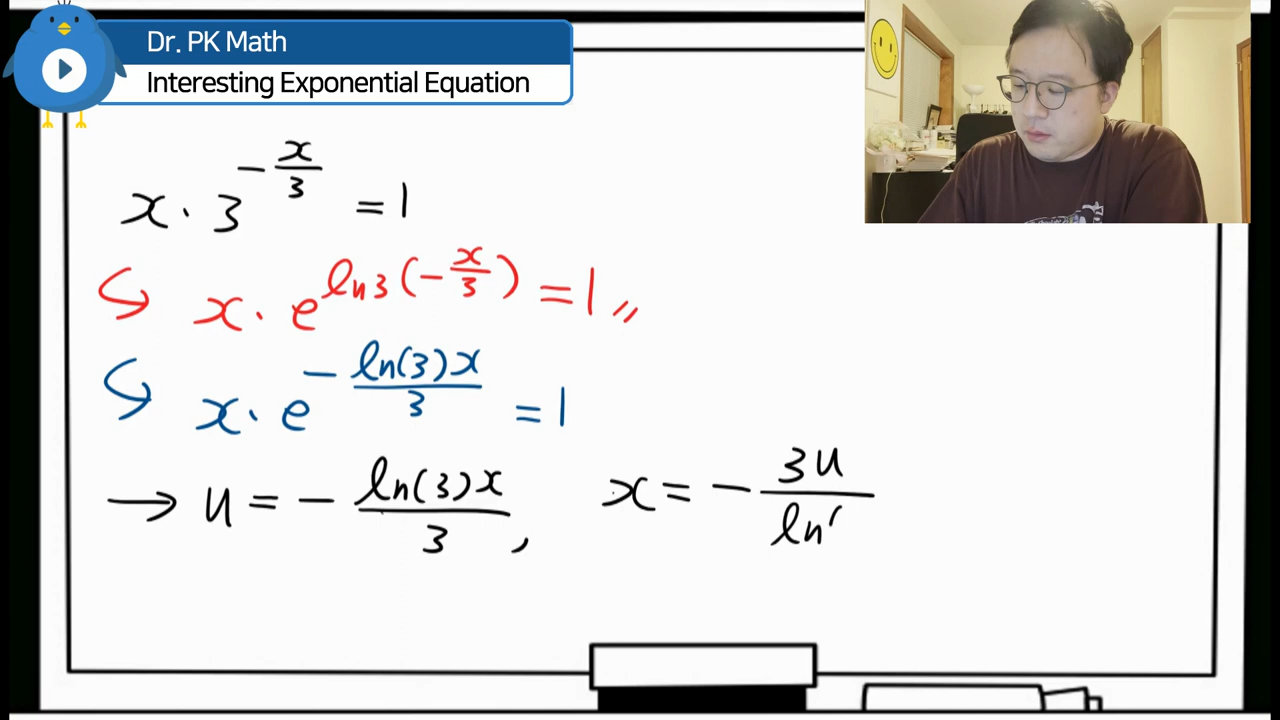 Dr. PK Math
Interesting Exponential Equation
x · 3^(-x/3) = 1
↪ x · e^(ln3(-x/3)) = 1 〃
↪ x · e^(-ln(3)x/3) = 1
→ u = - ln(3)x/3 , x = - 3u/ln(